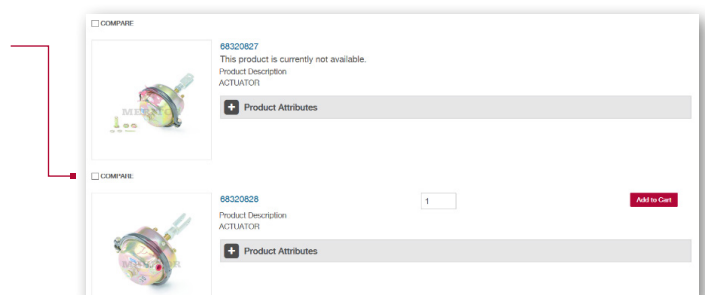 COMPARE
68320827
This product is currently not available.
Product Description
ACTUATOR
Product Attributes
COMPARE
68320828
1
Add to Cart
Product Description
ACTUATOR
Product Attributes